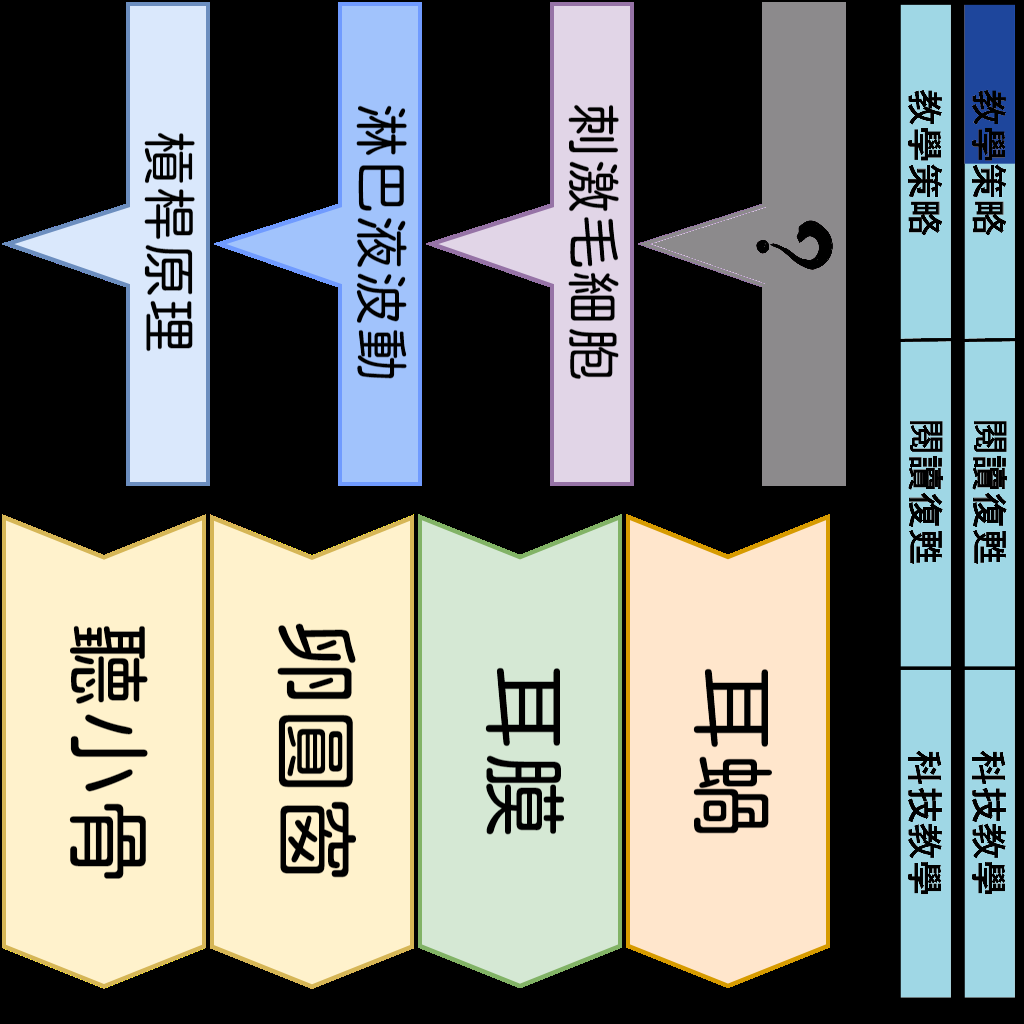 教學策略
閱讀復甦
科技教學
教學策略
閱讀復甦
科技教學
?
耳蝸
刺激毛細胞
耳膜
淋巴液波動
卵圓窗
槓桿原理
聽小骨